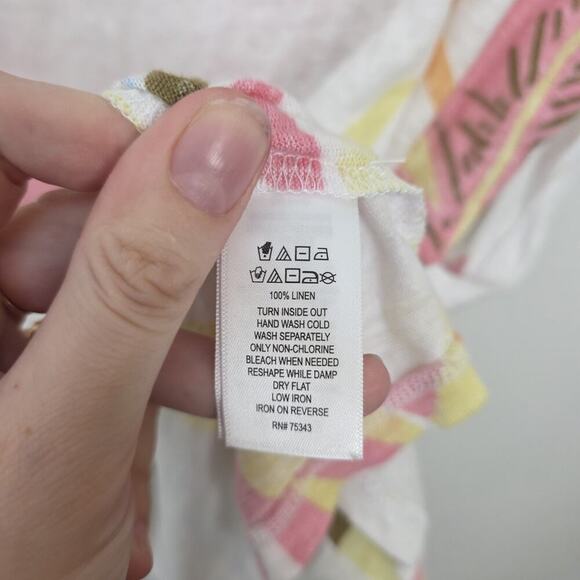 100% LINEN
TURN INSIDE OUT
HAND WASH COLD
WASH SEPARATELY
ONLY NON-CHLORINE
BLEACH WHEN NEEDED
RESHAPE WHILE DAMP
DRY FLAT
LOW IRON
IRON ON REVERSE
RN# 75343